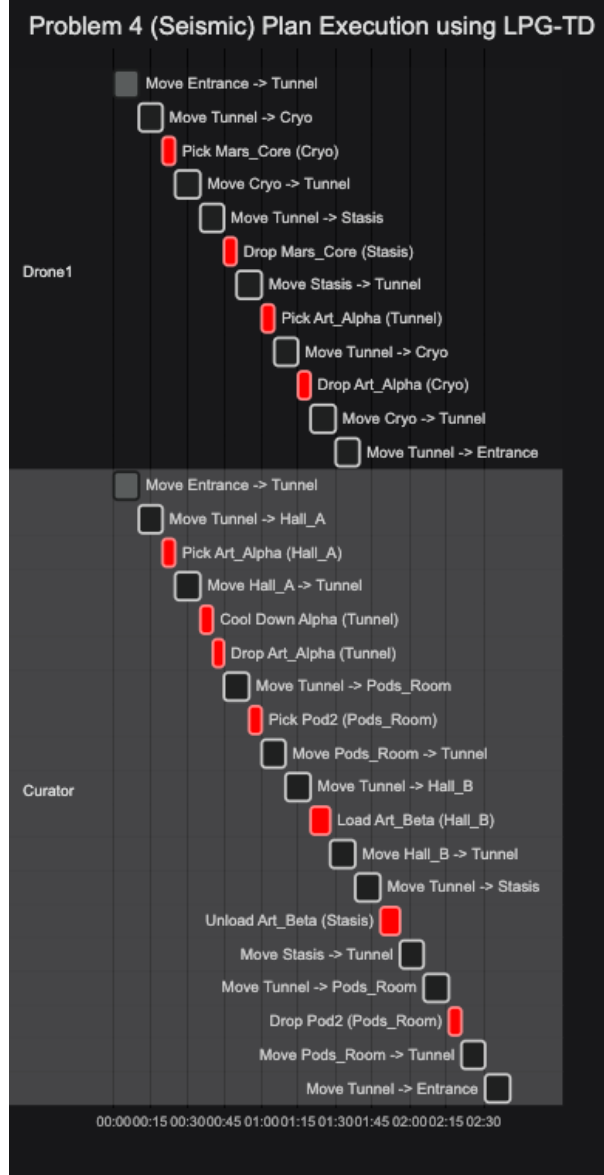 Problem 4 (Seismic) Plan Execution using LPG-TD
Move Entrance -> Tunnel
Move Tunnel -> Cryo
Pick Mars_Core (Cryo)
Move Cryo -> Tunnel
Move Tunnel -> Stasis
Drop Mars_Core (Stasis)
Drone1
Move Stasis -> Tunnel
Pick Art_Alpha (Tunnel)
Move Tunnel -> Cryo
Drop Art_Alpha (Cryo)
Move Cryo -> Tunnel
Move Tunnel -> Entrance
Move Entrance -> Tunnel
Move Tunnel -> Hall_A
Pick Art_Alpha (Hall_A)
Move Hall_A -> Tunnel
Cool Down Alpha (Tunnel)
Drop Art_Alpha (Tunnel)
Move Tunnel -> Pods_Room
Pick Pod2 (Pods_Room)
Move Pods_Room -> Tunnel
Move Tunnel -> Hall_B
Curator
Load Art_Beta (Hall_B)
Move Hall_B -> Tunnel
Move Tunnel -> Stasis
Unload Art_Beta (Stasis)
Move Stasis -> Tunnel
Move Tunnel -> Pods_Room
Drop Pod2 (Pods_Room)
Move Pods_Room -> Tunnel
Move Tunnel -> Entrance
00:00 00:15 00:30 00:45 01:00 01:15 01:30 01:45 02:00 02:15 02:30